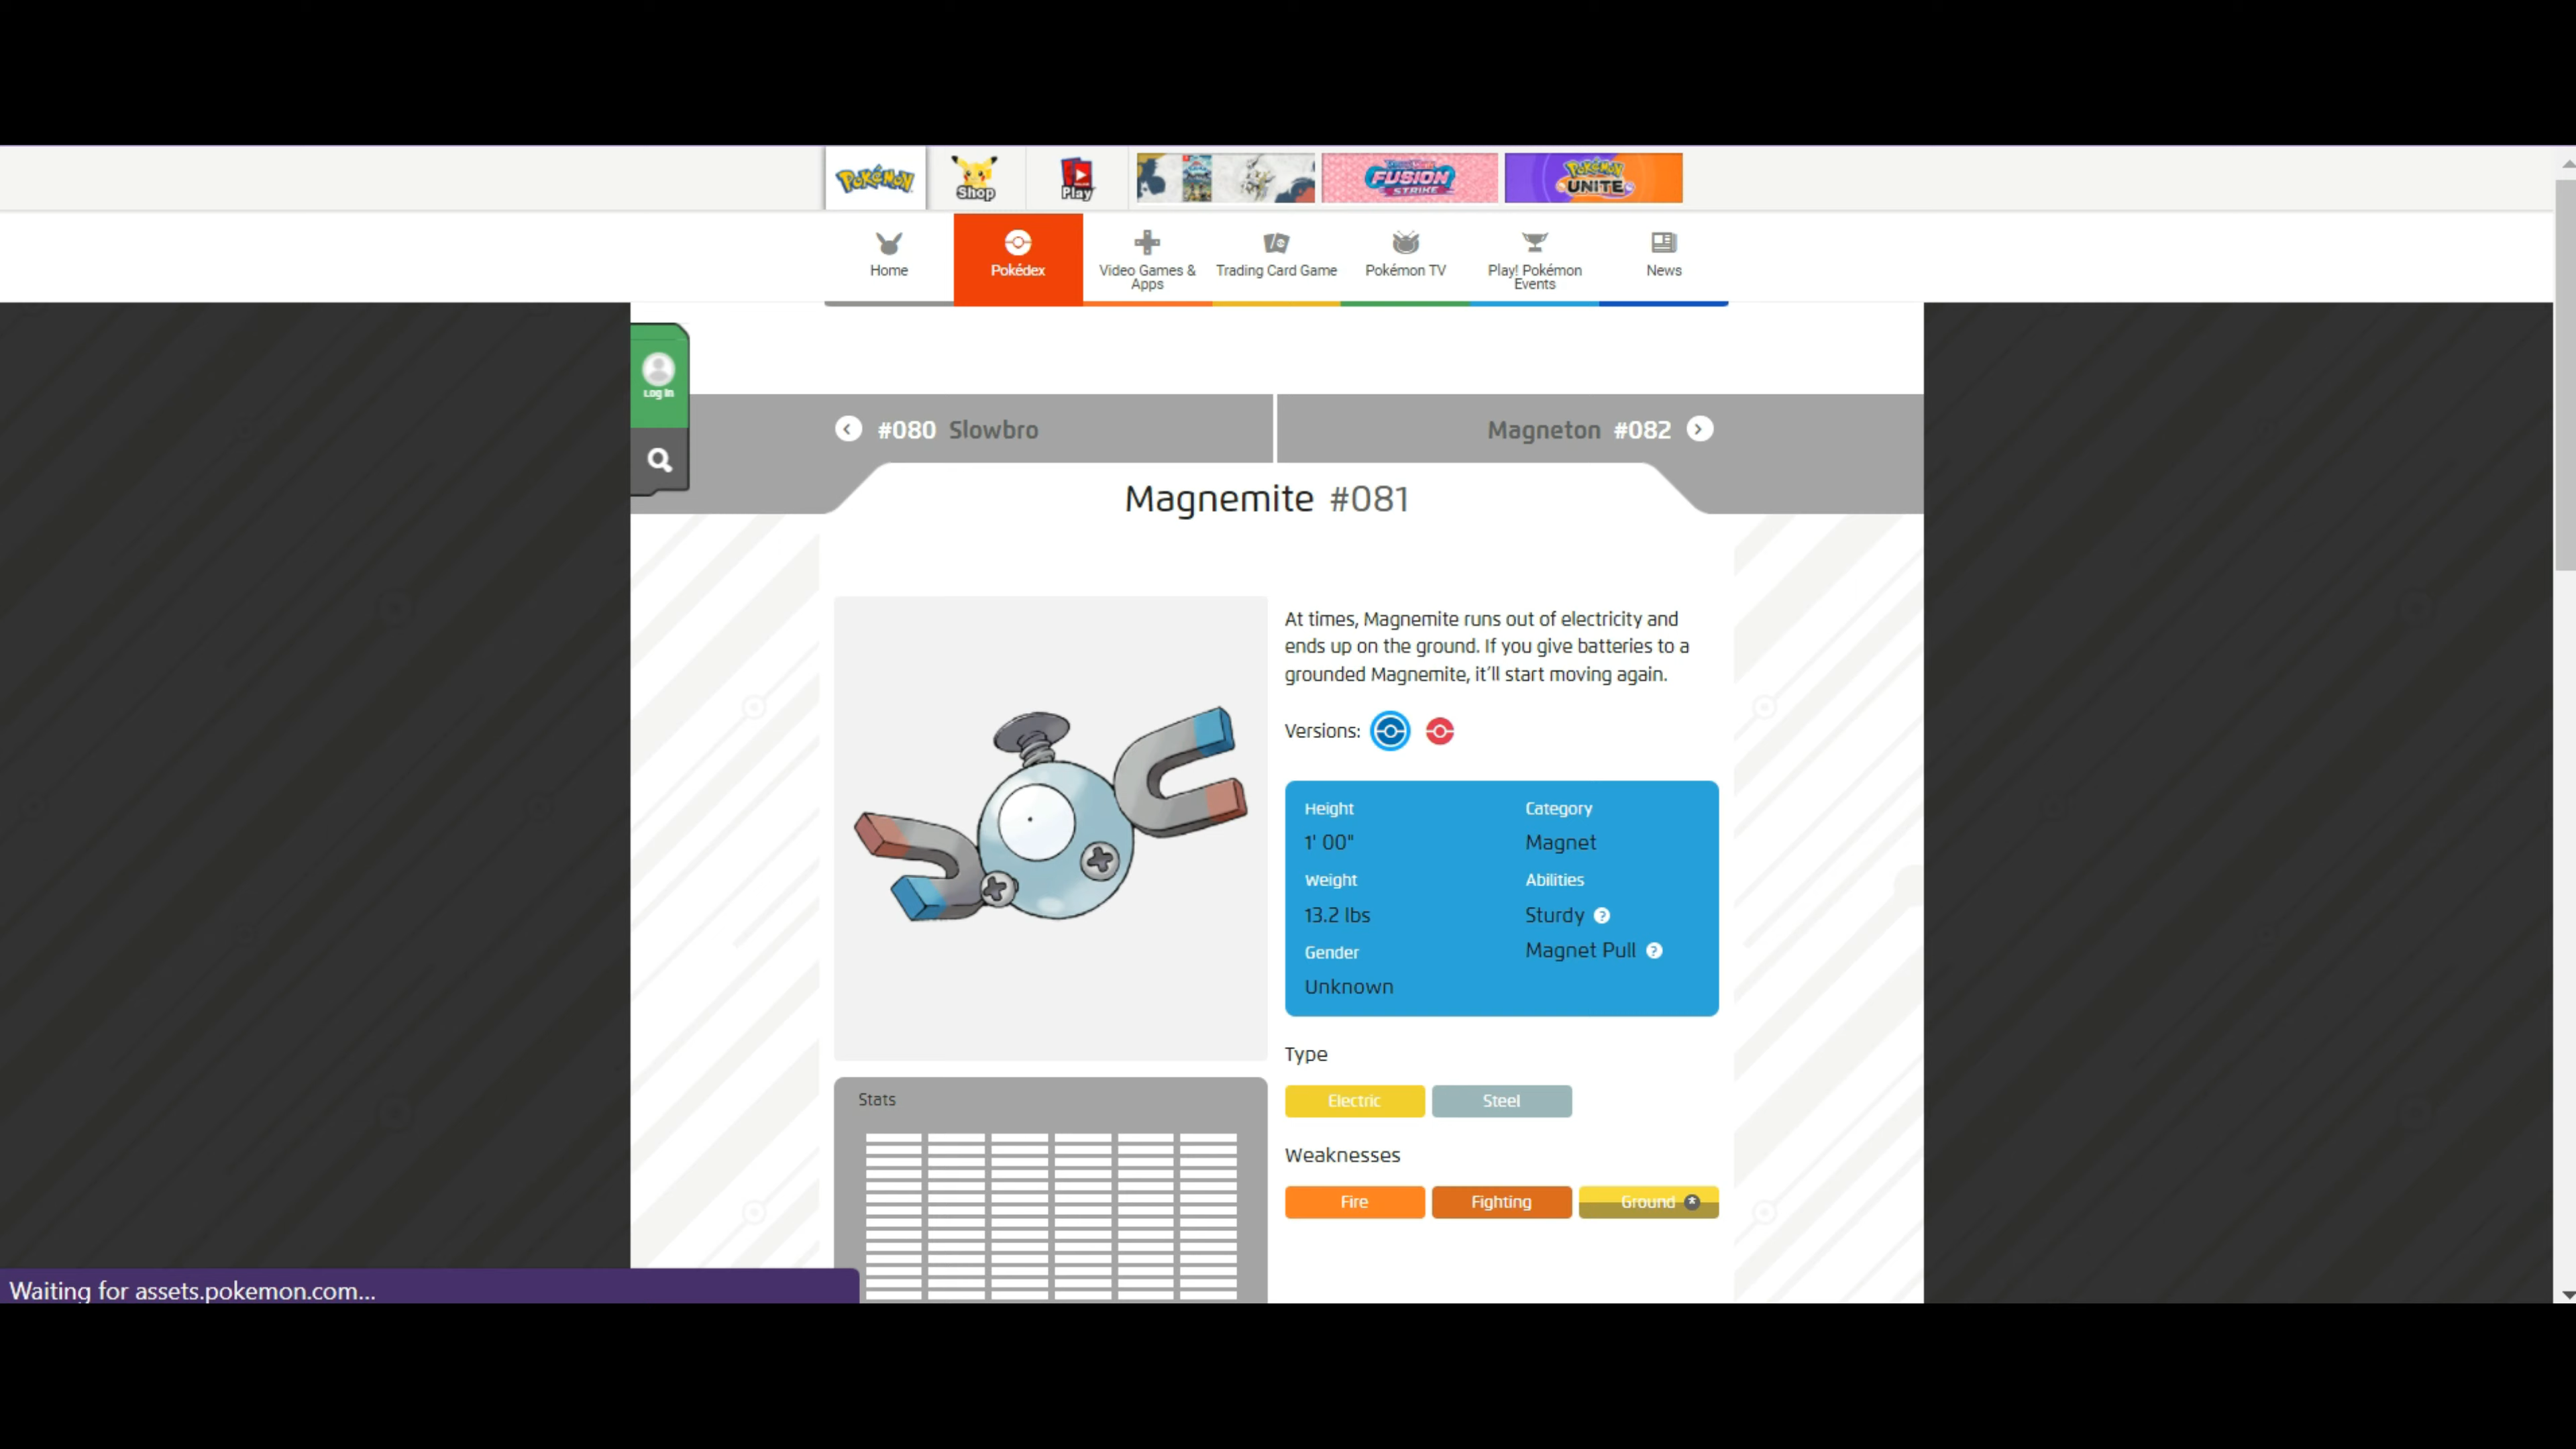 POKéMON
Shop
Play
FUSION
STRIKE
POKéMON
UNITE
Home
Pokédex
Video Games &
Apps
Trading Card Game
Pokémon TV
Play! Pokémon
Events
News
Log In
#080 Slowbro
Magneton #082
Magnemite #081
At times, Magnemite runs out of electricity and
ends up on the ground. If you give batteries to a
grounded Magnemite, it'll start moving again.
Versions:
Height
1' 00"
Weight
13.2 lbs
Gender
Unknown
Category
Magnet
Abilities
Sturdy ?
Magnet Pull ?
Type
Electric Steel
Weaknesses
Fire Fighting Ground *
Stats
Waiting for assets.pokemon.com...